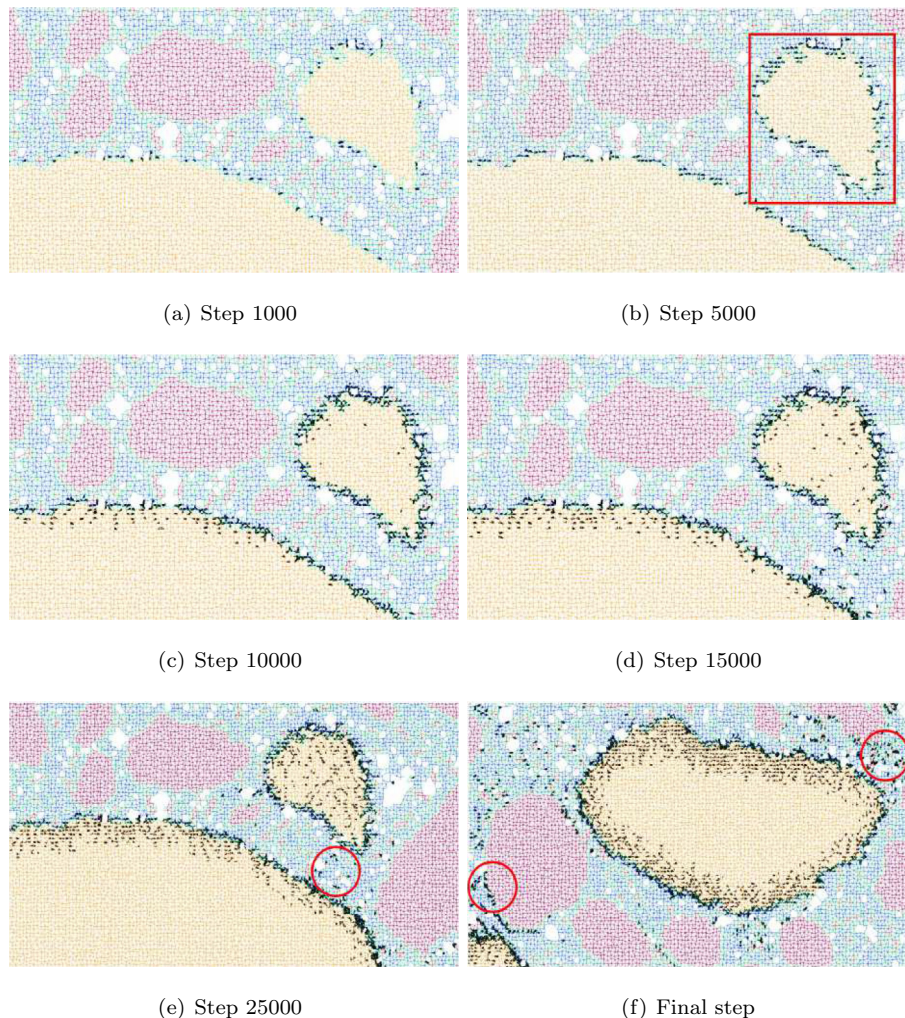 (a) Step 1000
(b) Step 5000
(c) Step 10000
(d) Step 15000
(e) Step 25000
(f) Final step